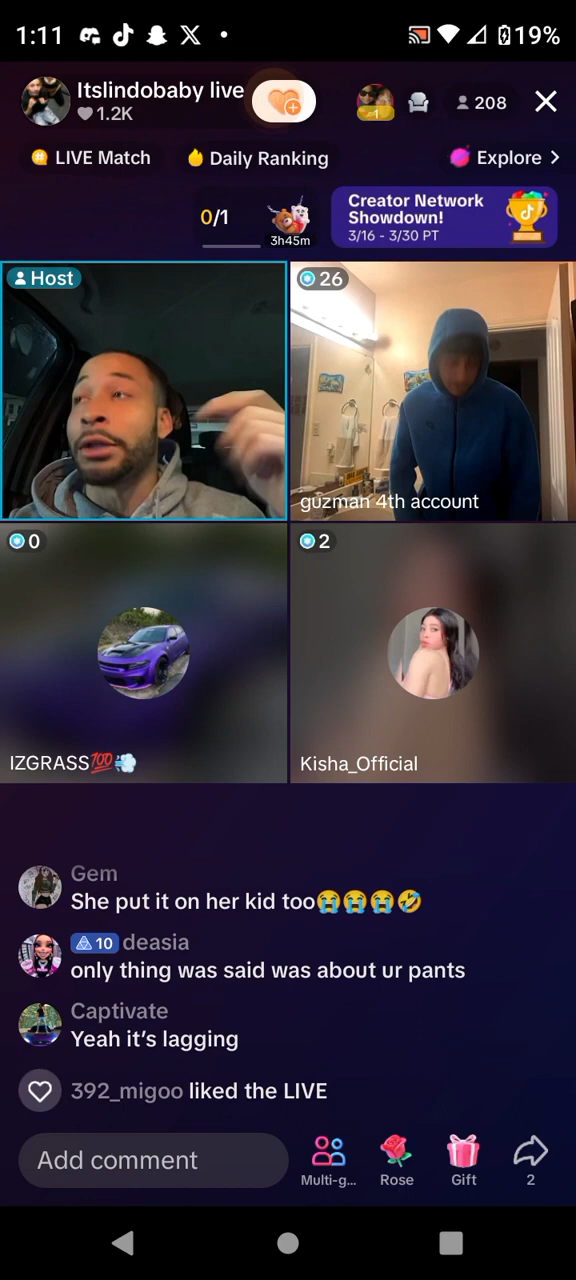 1:11
19%
Itslindobaby live
1.2K
1
208
LIVE Match
Daily Ranking
Explore >
0/1
3h45m
Creator Network
Showdown!
3/16 - 3/30 PT
Host
26
guzman 4th account
0
2
IZGRASS💯💨
Kisha_Official
Gem
She put it on her kid too😭😭😭🤣
10 deasia
only thing was said was about ur pants
Captivate
Yeah it’s lagging
392_migoo liked the LIVE
Add comment
Multi-g...
Rose
Gift
2